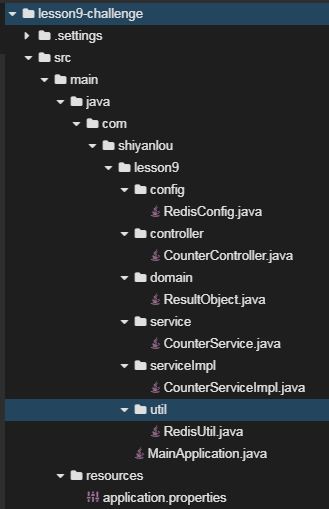 lesson9-challenge
.settings
src
main
java
com
shiyanlou
lesson9
config
RedisConfig.java
controller
CounterController.java
domain
ResultObject.java
service
CounterService.java
serviceImpl
CounterServiceImpl.java
util
RedisUtil.java
MainApplication.java
resources
application.properties